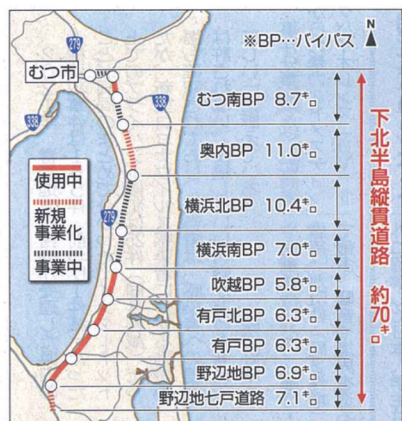 ※BP…バイパス
N
279
むつ市
338
338
むつ南BP 8.7㌔
奥内BP 11.0㌔
横浜北BP 10.4㌔
横浜南BP 7.0㌔
吹越BP 5.8㌔
有戸北BP 6.3㌔
有戸BP 6.3㌔
野辺地BP 6.9㌔
野辺地七戸道路 7.1㌔
下北半島縦貫道路 約70㌔
使用中
新規
事業化
事業中
279